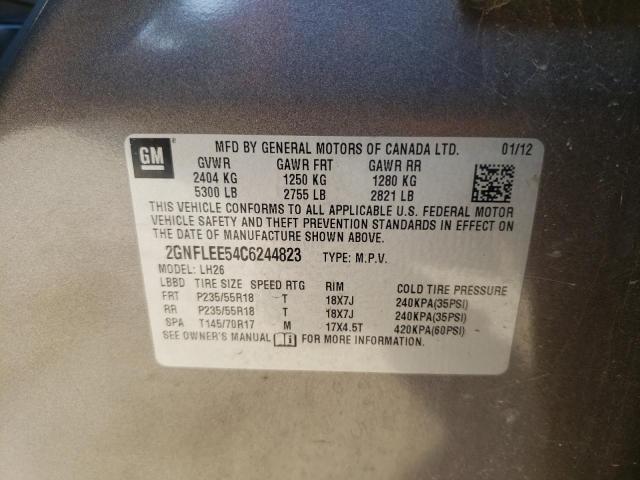 GM
MFD BY GENERAL MOTORS OF CANADA LTD. 01/12
GVWR GAWR FRT GAWR RR
2404 KG 1250 KG 1280 KG
5300 LB 2755 LB 2821 LB
THIS VEHICLE CONFORMS TO ALL APPLICABLE U.S. FEDERAL MOTOR
VEHICLE SAFETY AND THEFT PREVENTION STANDARDS IN EFFECT ON
THE DATE OF MANUFACTURE SHOWN ABOVE.
2GNFLEE54C6244823 TYPE: M.P.V.
MODEL: LH26
LBBD TIRE SIZE SPEED RTG RIM COLD TIRE PRESSURE
FRT P235/55R18 T 18X7J 240KPA(35PSI)
RR P235/55R18 T 18X7J 240KPA(35PSI)
SPA T145/70R17 M 17X4.5T 420KPA(60PSI)
SEE OWNER'S MANUAL FOR MORE INFORMATION.